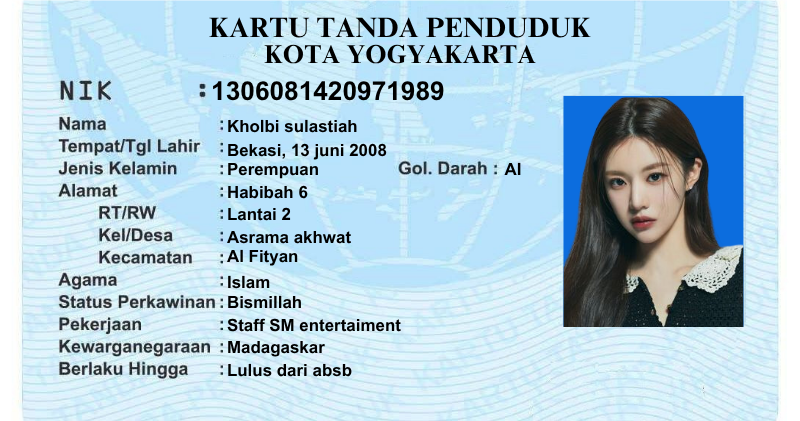 KARTU TANDA PENDUDUK
KOTA YOGYAKARTA
NIK : 1306081420971989
Nama : Kholbi sulastiah
Tempat/Tgl Lahir : Bekasi, 13 juni 2008
Jenis Kelamin : Perempuan Gol. Darah : AI
Alamat : Habibah 6
RT/RW : Lantai 2
Kel/Desa : Asrama akhwat
Kecamatan : Al Fityan
Agama : Islam
Status Perkawinan : Bismillah
Pekerjaan : Staff SM entertaiment
Kewarganegaraan : Madagaskar
Berlaku Hingga : Lulus dari absb